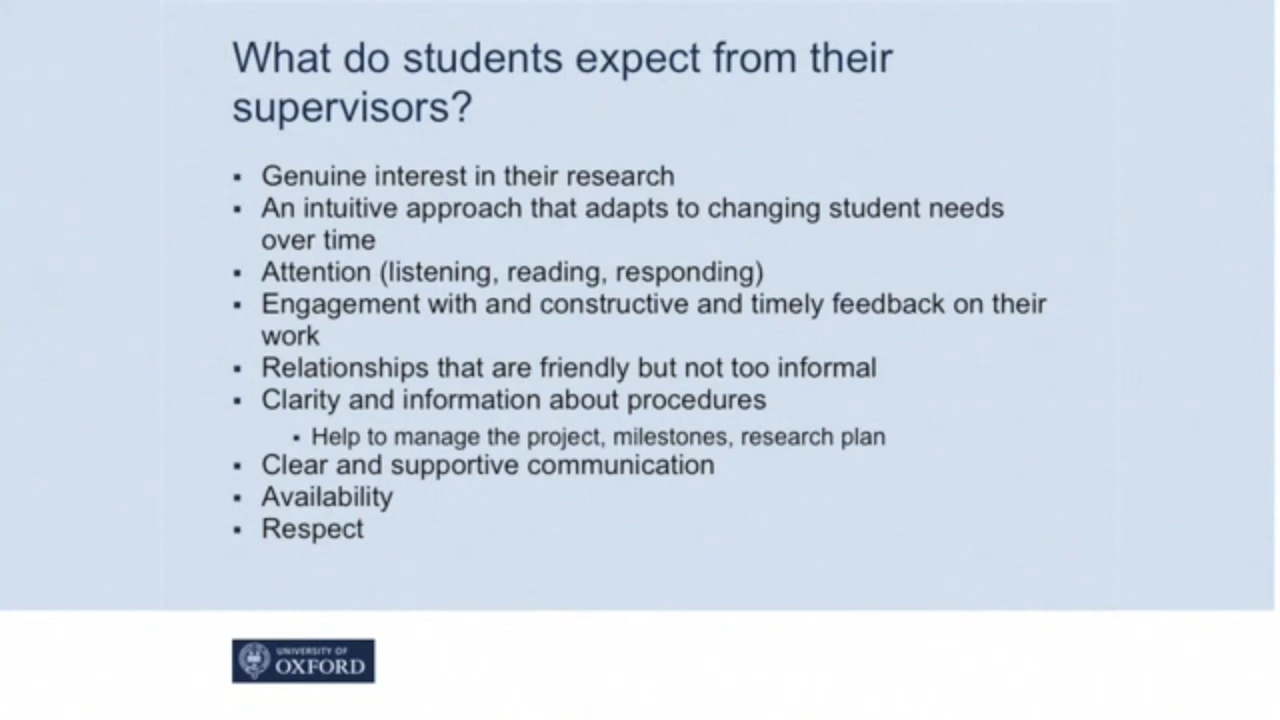 What do students expect from their
supervisors?
▪ Genuine interest in their research
▪ An intuitive approach that adapts to changing student needs
over time
▪ Attention (listening, reading, responding)
▪ Engagement with and constructive and timely feedback on their
work
▪ Relationships that are friendly but not too informal
▪ Clarity and information about procedures
▪ Help to manage the project, milestones, research plan
▪ Clear and supportive communication
▪ Availability
▪ Respect
UNIVERSITY OF
OXFORD